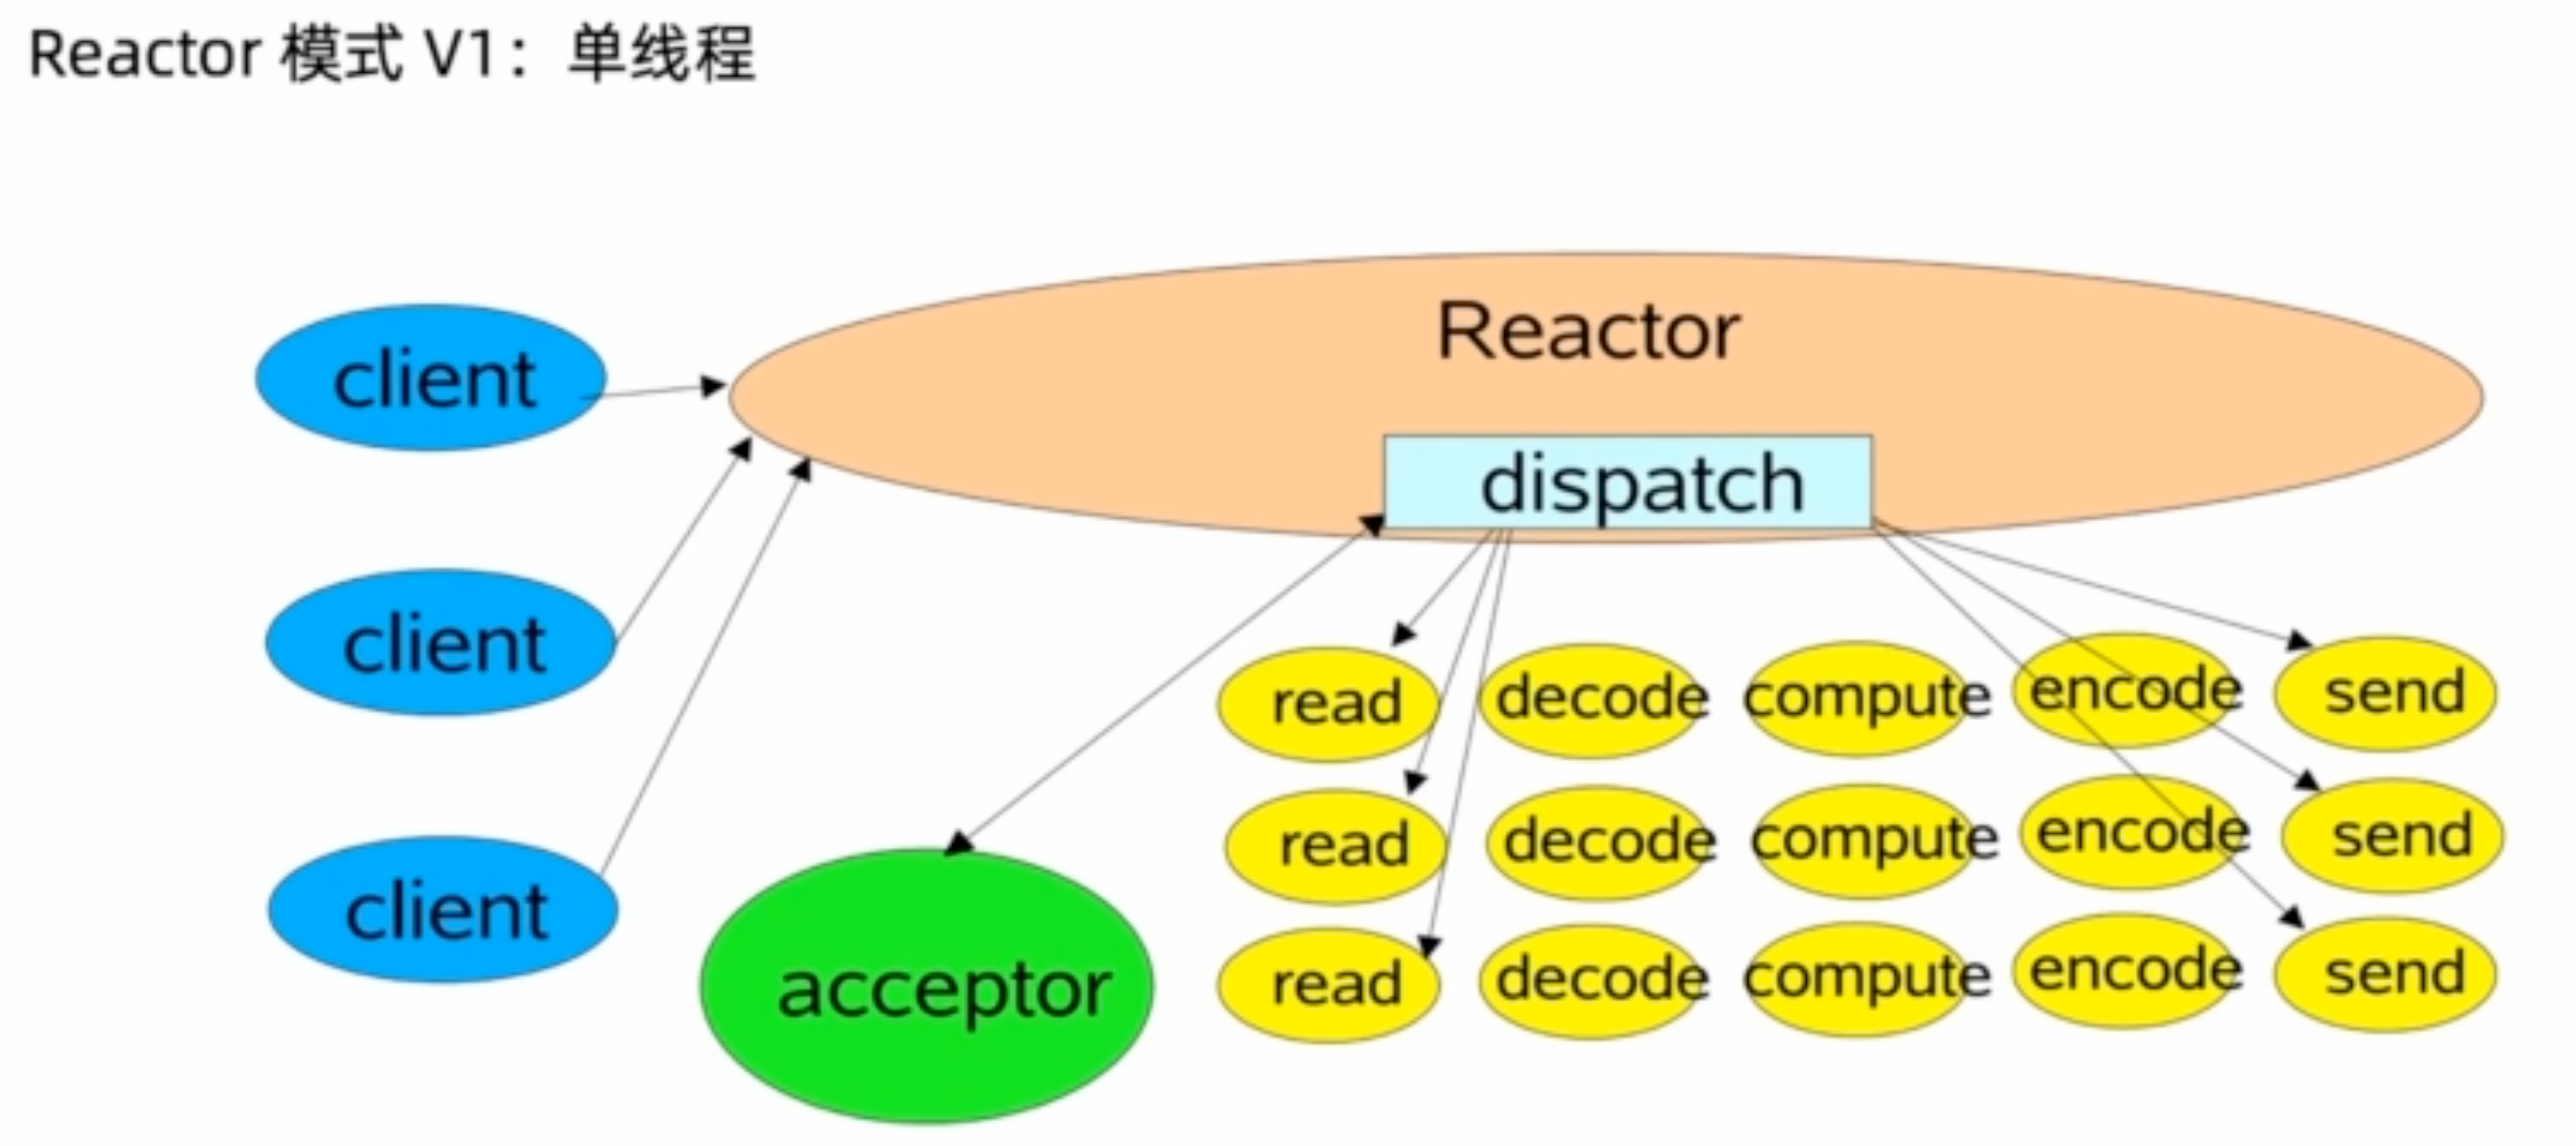 Reactor 模式 V1：单线程
Reactor
dispatch
client
client
client
acceptor
read decode compute encode send
read decode compute encode send
read decode compute encode send